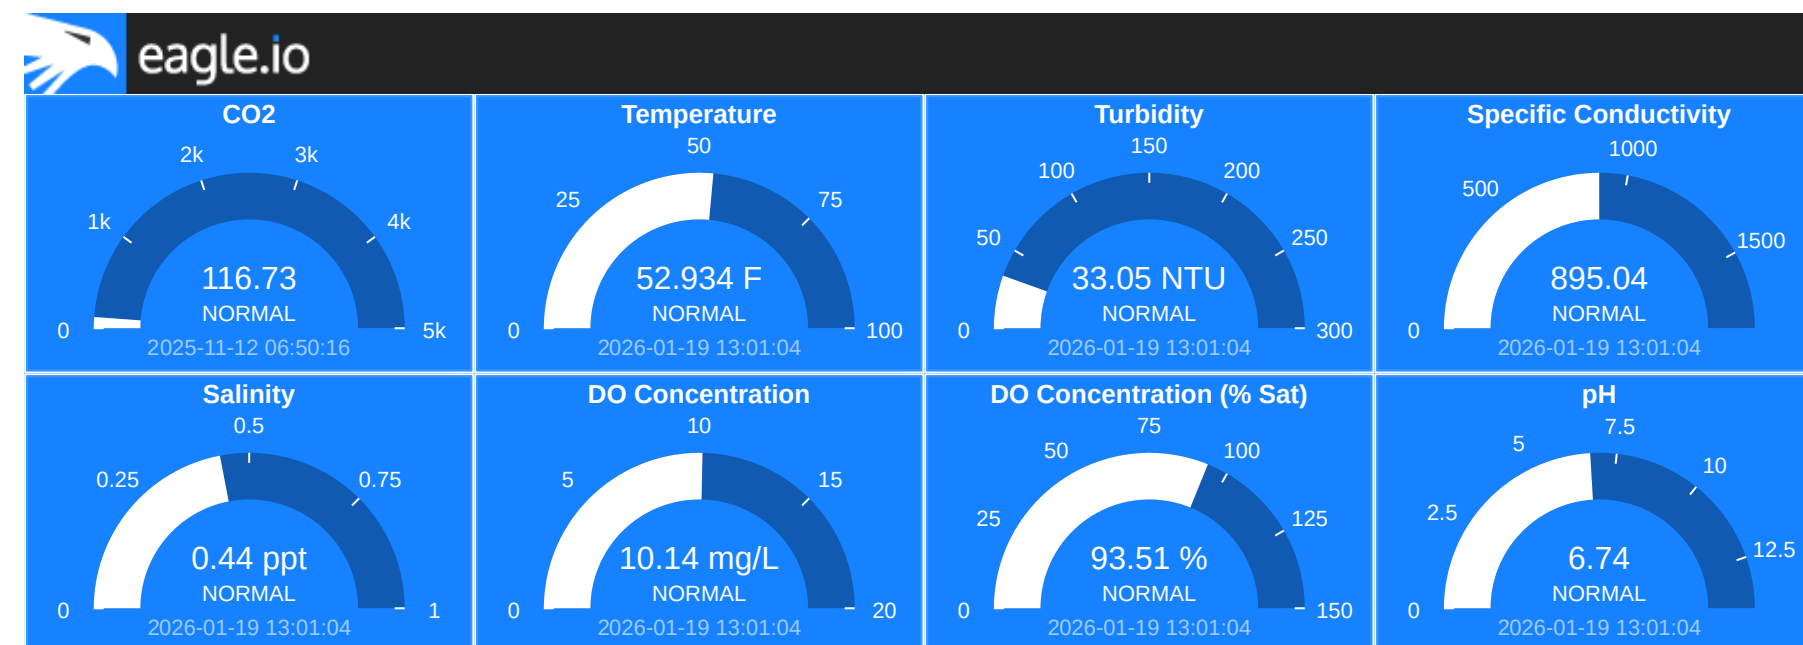 eagle.io
CO2
2k
3k
1k
4k
116.73
NORMAL
0
5k
2025-11-12 06:50:16
Temperature
50
25
75
52.934 F
NORMAL
0
100
2026-01-19 13:01:04
Turbidity
150
100
200
50
250
33.05 NTU
NORMAL
0
300
2026-01-19 13:01:04
Specific Conductivity
1000
500
1500
895.04
NORMAL
0
2026-01-19 13:01:04
Salinity
0.5
0.25
0.75
0.44 ppt
NORMAL
0
1
2026-01-19 13:01:04
DO Concentration
10
5
15
10.14 mg/L
NORMAL
0
20
2026-01-19 13:01:04
DO Concentration (% Sat)
75
50
100
25
125
93.51 %
NORMAL
0
150
2026-01-19 13:01:04
pH
7.5
5
10
2.5
12.5
6.74
NORMAL
0
2026-01-19 13:01:04